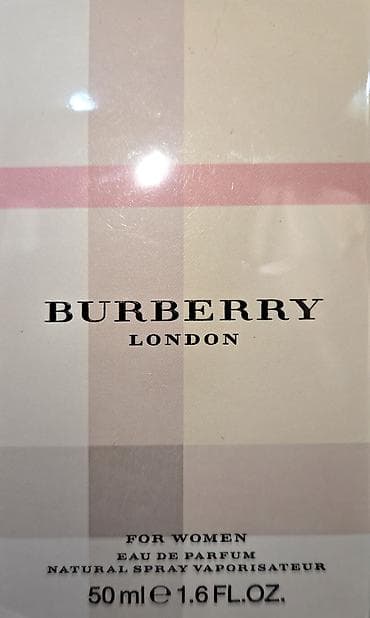 BURBERRY
LONDON
FOR WOMEN
EAU DE PARFUM
NATURAL SPRAY VAPORISATEUR
50 ml ℮ 1.6 FL.OZ.